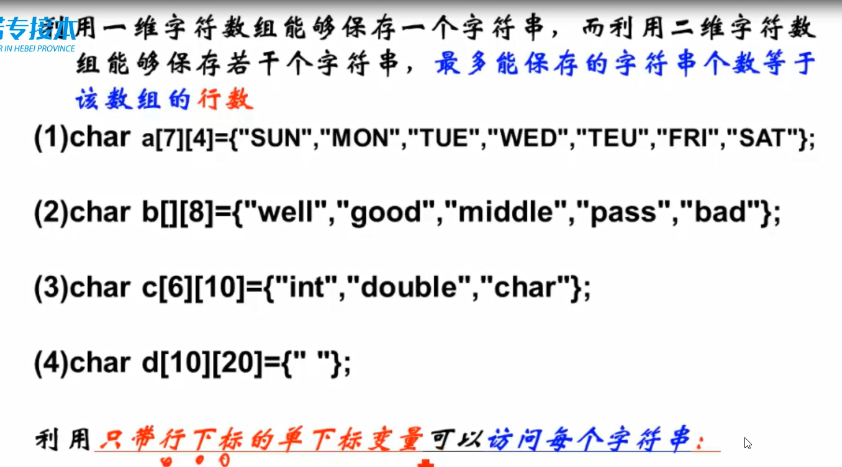 利用一维字符数组能够保存一个字符串，而利用二维字符数
组能够保存若干个字符串，最多能保存的字符串个数等于
该数组的行数
专接本
R IN HEBEI PROVINCE
(1)char a[7][4]={"SUN","MON","TUE","WED","TEU","FRI","SAT"};
(2)char b[][8]={"well","good","middle","pass","bad"};
(3)char c[6][10]={"int","double","char"};
(4)char d[10][20]={" "};
利用只带行下标的单下标变量可以访问每个字符串：